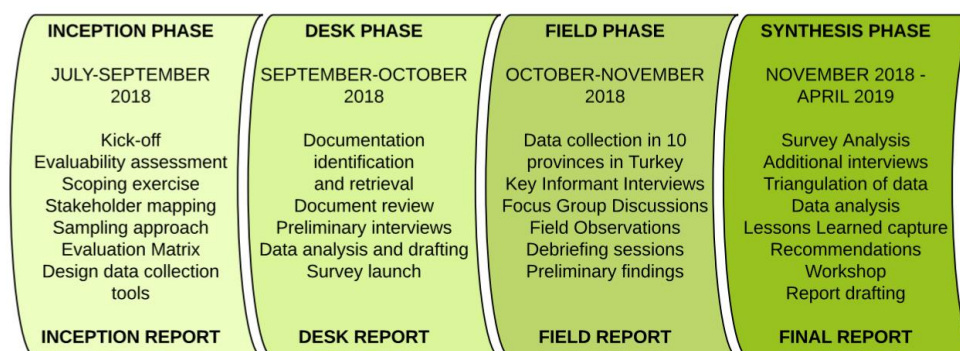 INCEPTION PHASE
JULY-SEPTEMBER
2018
Kick-off
Evaluability assessment
Scoping exercise
Stakeholder mapping
Sampling approach
Evaluation Matrix
Design data collection
tools
INCEPTION REPORT
DESK PHASE
SEPTEMBER-OCTOBER
2018
Documentation
identification
and retrieval
Document review
Preliminary interviews
Data analysis and drafting
Survey launch
DESK REPORT
FIELD PHASE
OCTOBER-NOVEMBER
2018
Data collection in 10
provinces in Turkey
Key Informant Interviews
Focus Group Discussions
Field Observations
Debriefing sessions
Preliminary findings
FIELD REPORT
SYNTHESIS PHASE
NOVEMBER 2018 -
APRIL 2019
Survey Analysis
Additional interviews
Triangulation of data
Data analysis
Lessons Learned capture
Recommendations
Workshop
Report drafting
FINAL REPORT